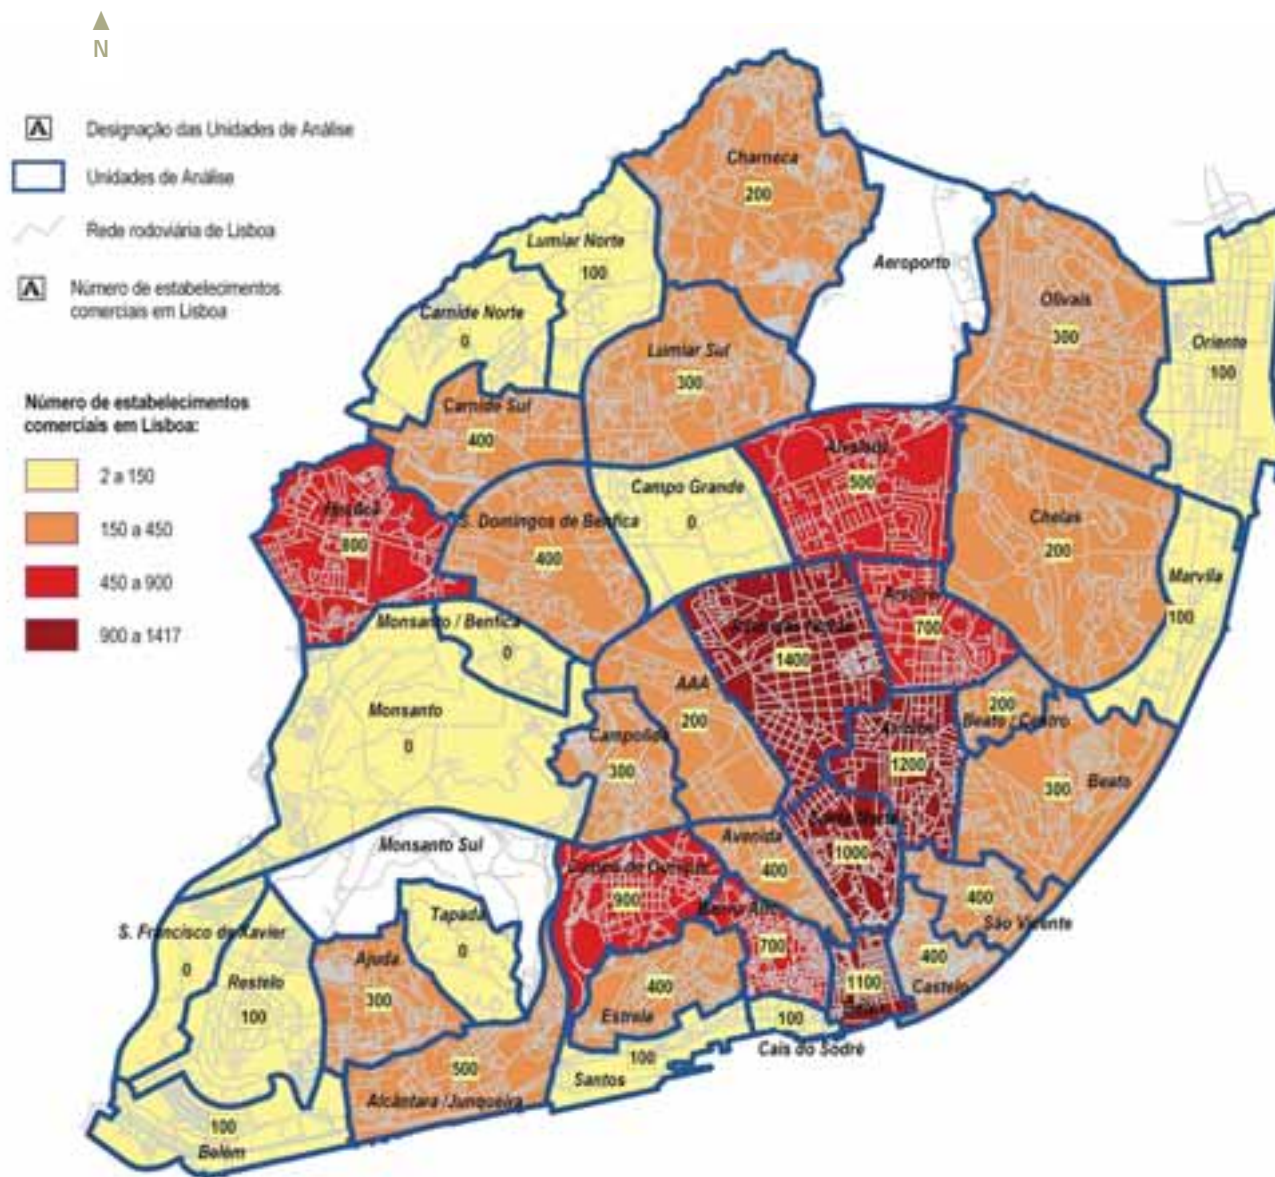 N
Designação das Unidades de Análise
Unidades de Análise
Rede rodoviária de Lisboa
Número de estabelecimentos
comerciais em Lisboa
Número de estabelecimentos
comerciais em Lisboa:
2 a 150
150 a 450
450 a 900
900 a 1417
Charneca
200
Lumiar Norte
100
Aeroporto
Carnide Norte
0
Olivais
300
Oriente
100
Lumiar Sul
300
Carnide Sul
400
Alvalade
500
Campo Grande
0
Benfica
800
S. Domingos de Benfica
400
Chelas
200
Marvila
100
Monsanto / Benfica
0
700
1400
AAA
200
Monsanto
0
Beato / Centro
200
Campolide
300
1200
Beato
300
Avenida
400
1000
Monsanto Sul
Campo de Ourique
900
São Vicente
400
Bairro Alto
700
Tapada
0
S. Francisco de Xavier
0
Restelo
100
Ajuda
300
Castelo
400
1100
Estrela
400
Cais do Sodré
100
Santos
100
Alcântara /Junqueira
500
Belém
100